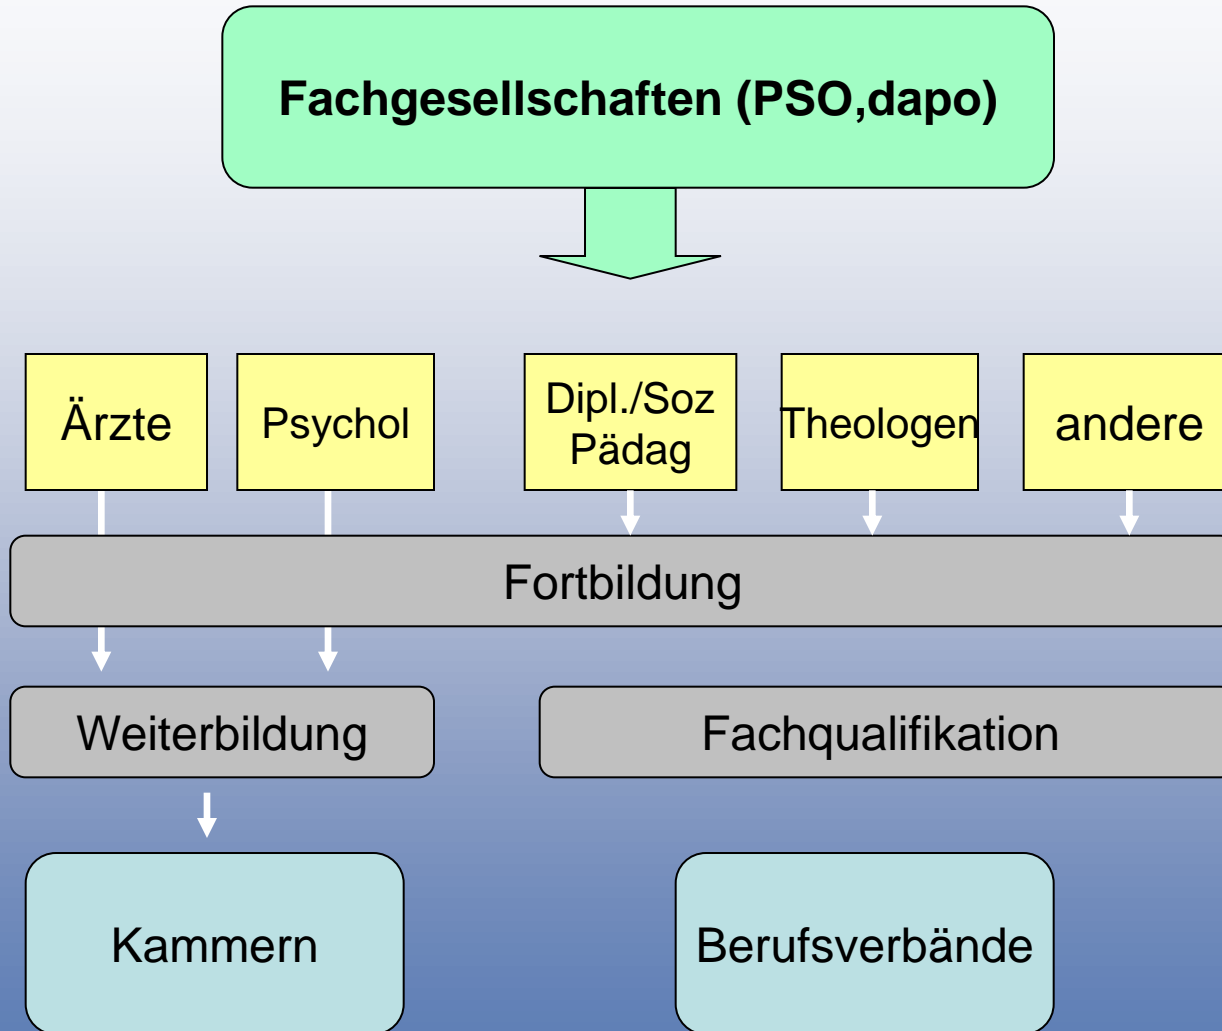 Fachgesellschaften (PSO,dapo)
Ärzte
Psychol
Dipl./Soz
Pädag
Theologen
andere
Fortbildung
Weiterbildung
Fachqualifikation
Kammern
Berufsverbände